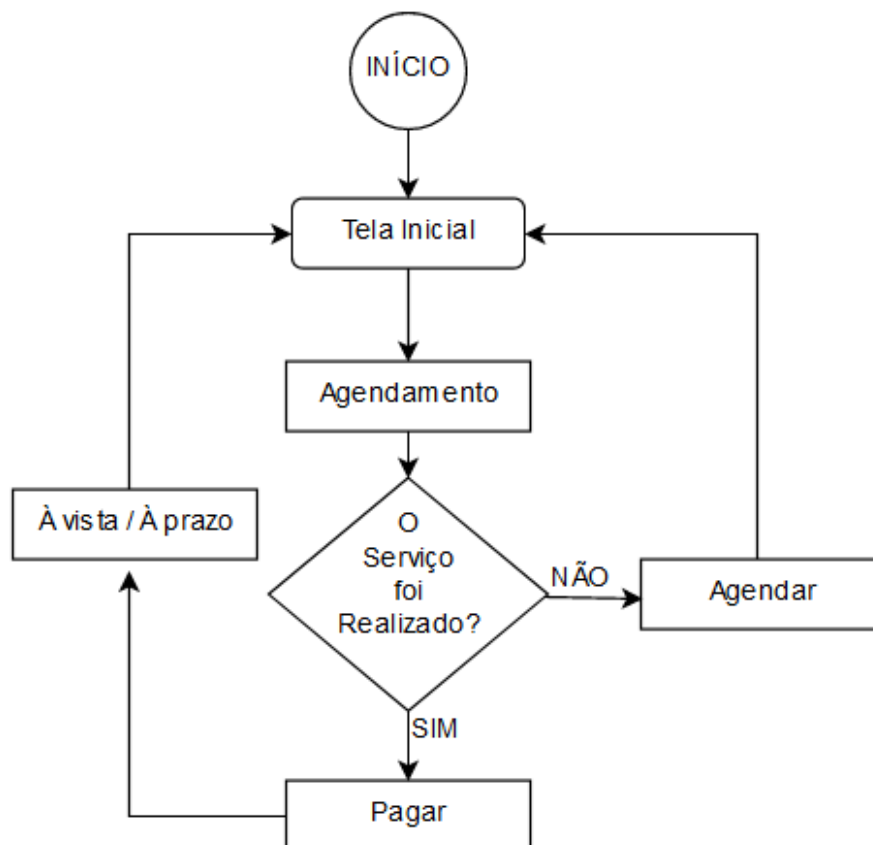 INÍCIO
Tela Inicial
Agendamento
À vista / À prazo
O
Serviço
foi
Realizado?
NÃO
Agendar
SIM
Pagar